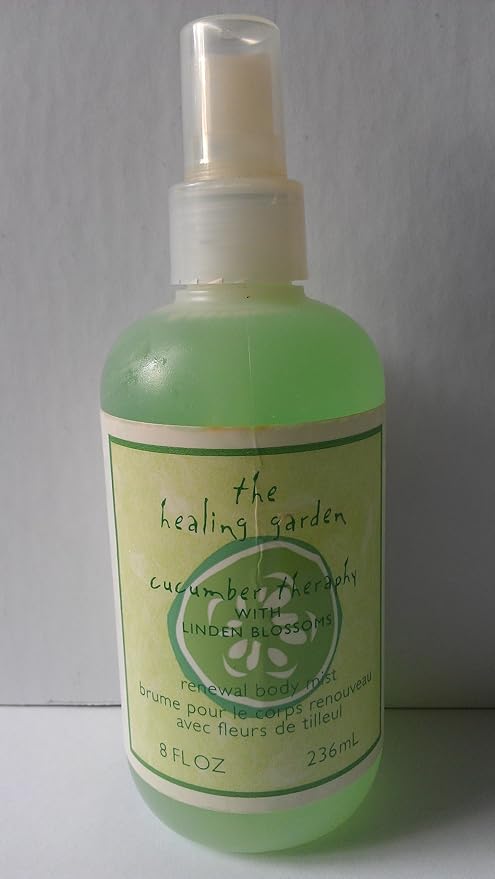 the
healing garden
cucumber theraphy
WITH
LINDEN BLOSSOMS
renewal body mist
brume pour le corps renouveau
avec fleurs de tilleul
8 FL OZ 236mL